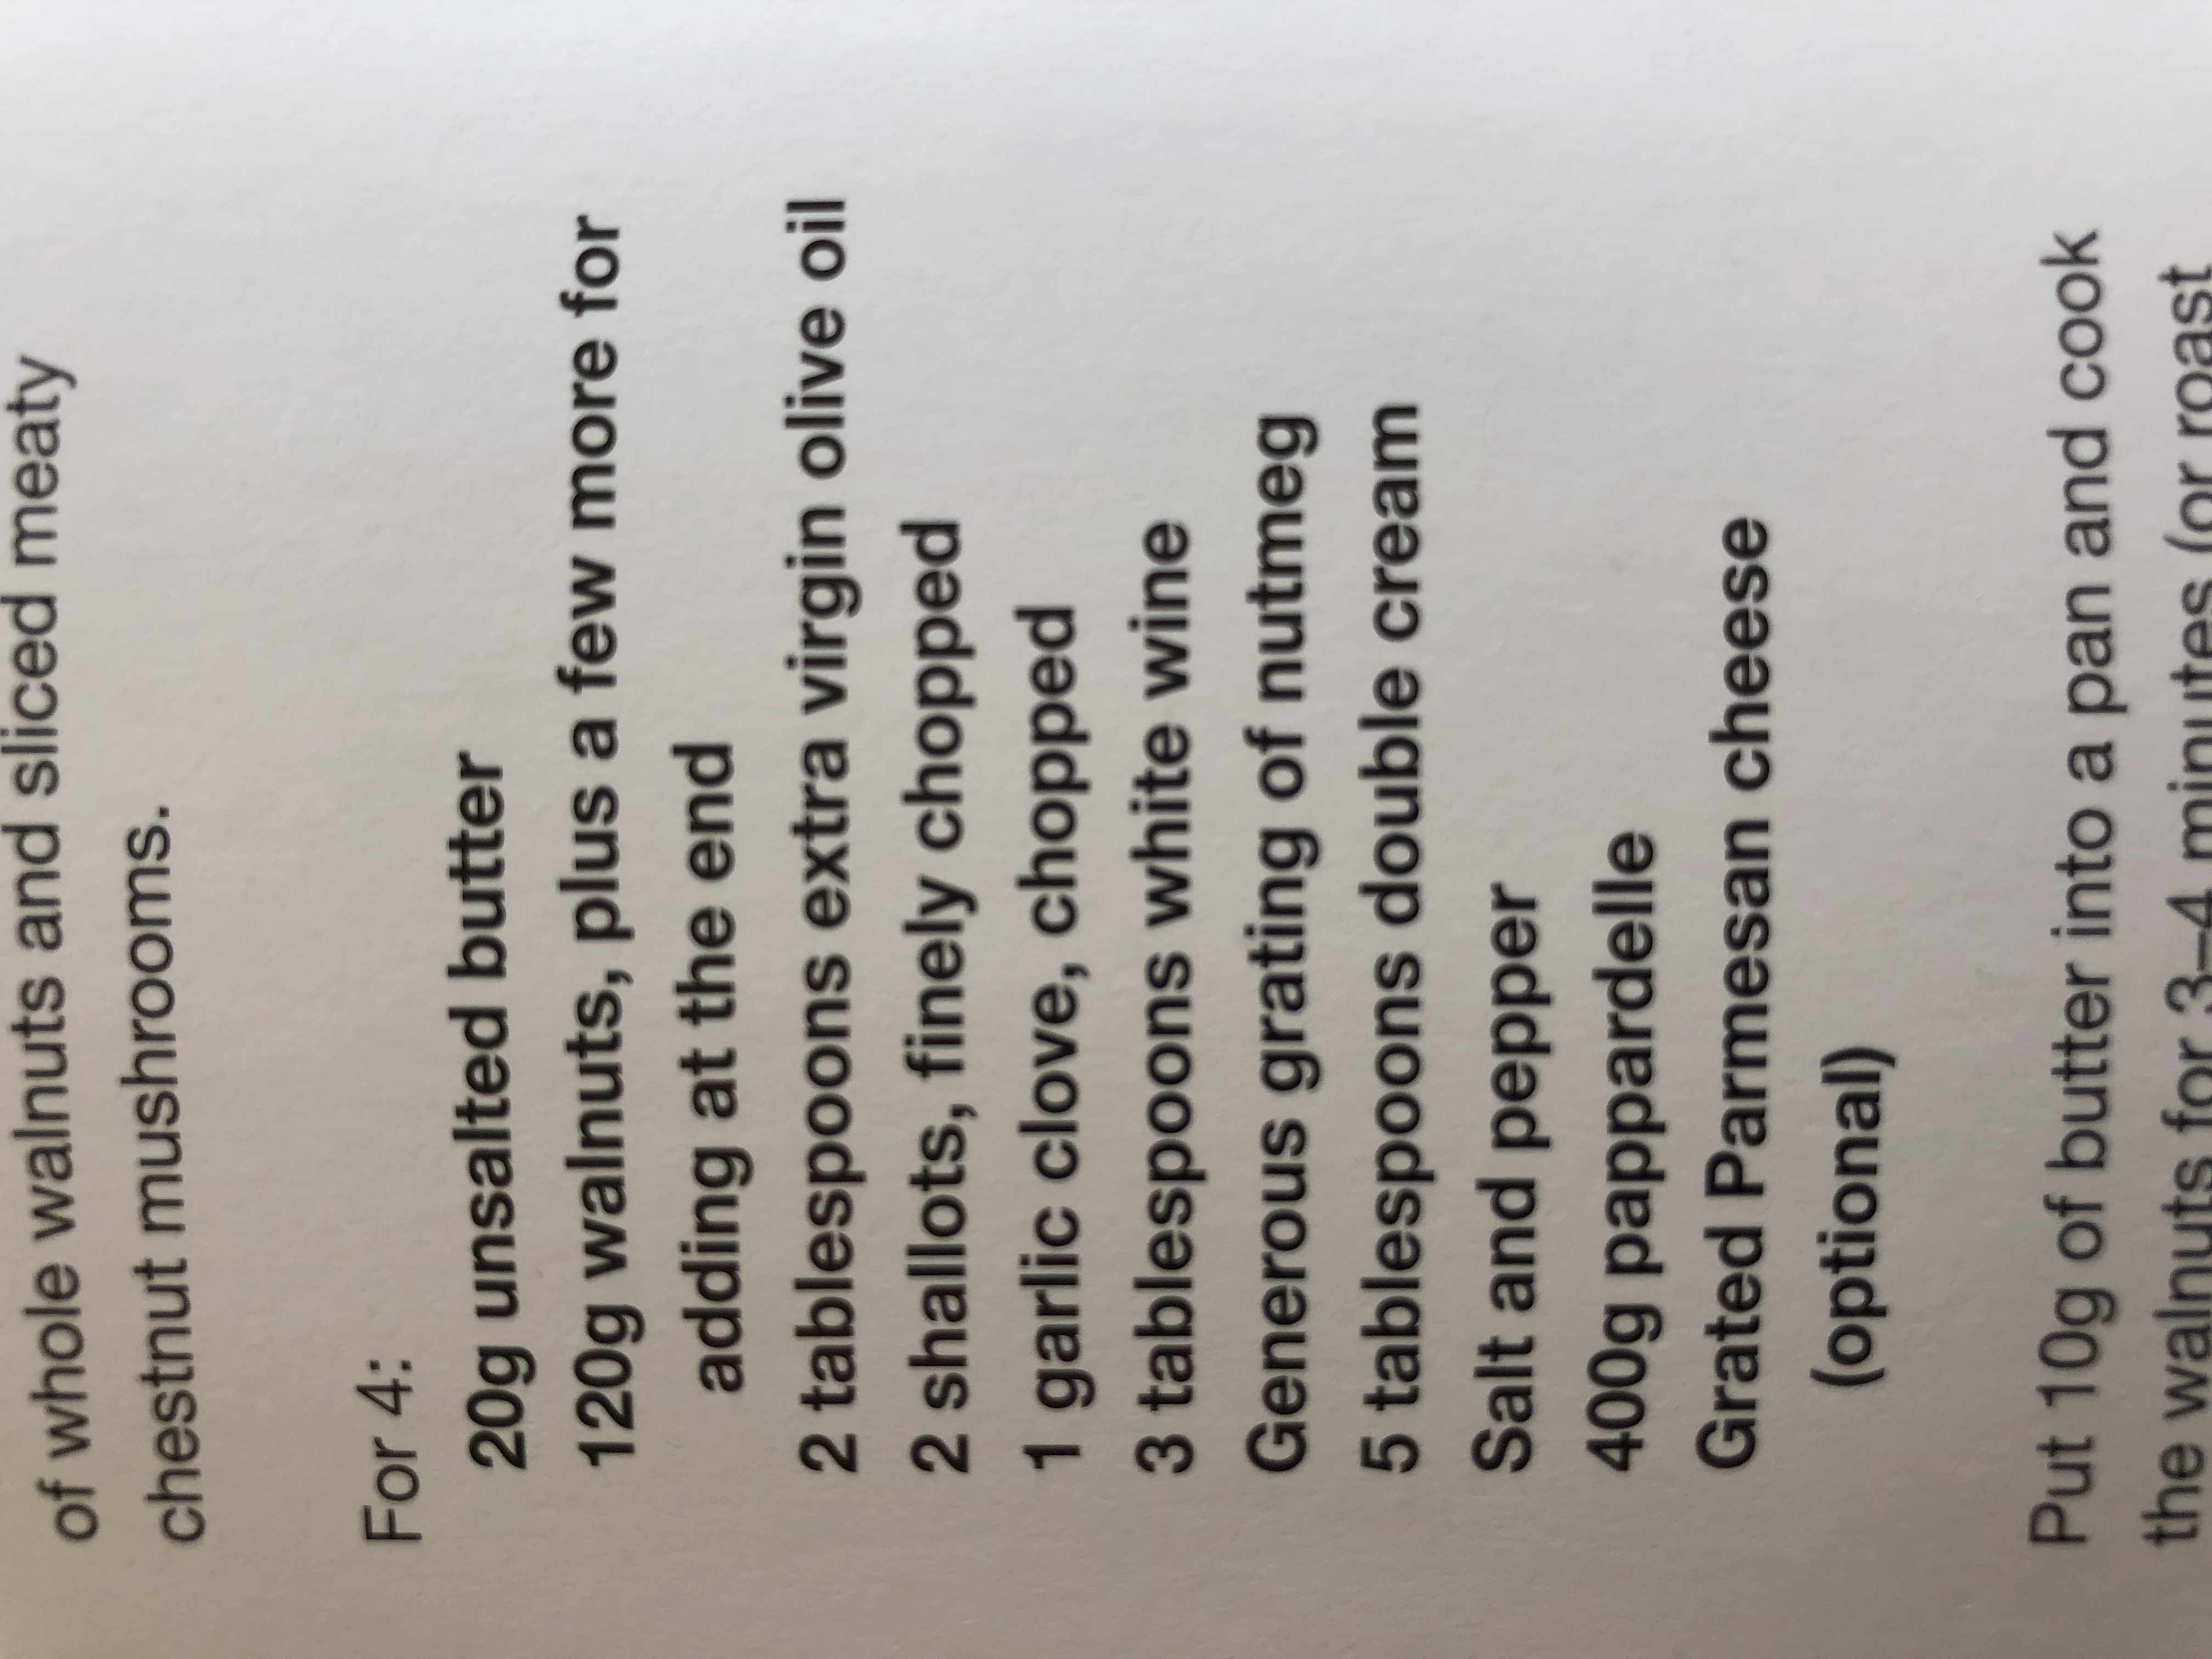 of whole walnuts and sliced meaty
chestnut mushrooms.
For 4:
20g unsalted butter
120g walnuts, plus a few more for
adding at the end
2 tablespoons extra virgin olive oil
2 shallots, finely chopped
1 garlic clove, chopped
3 tablespoons white wine
Generous grating of nutmeg
5 tablespoons double cream
Salt and pepper
400g pappardelle
Grated Parmesan cheese
(optional)
Put 10g of butter into a pan and cook
the walnuts for 3–4 minutes (or roast